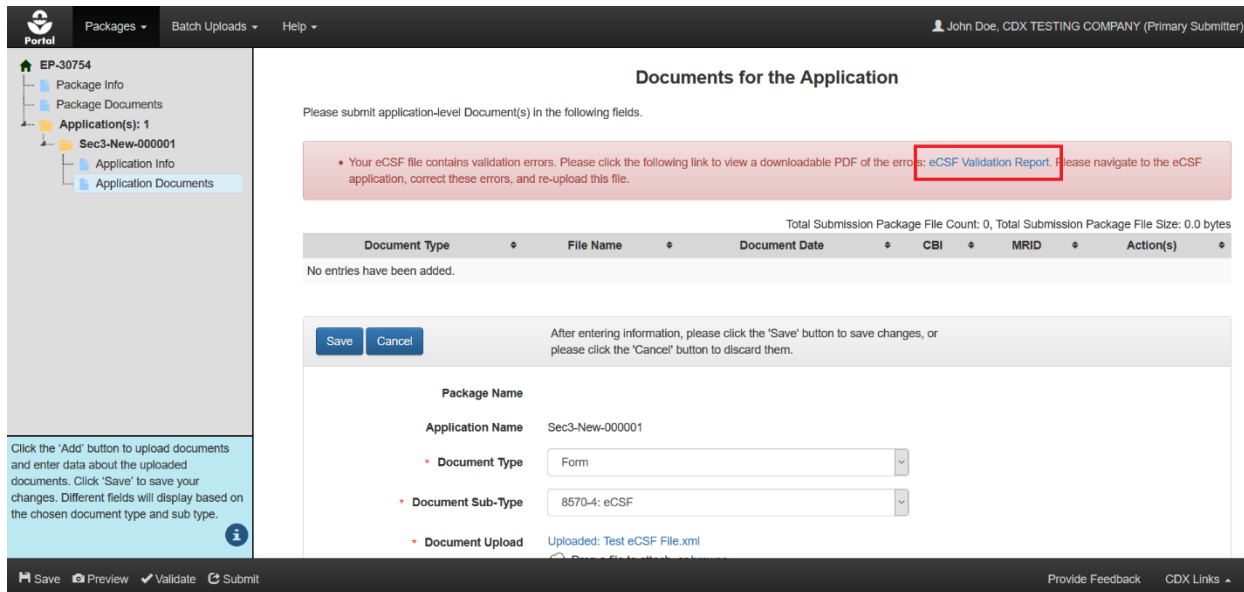 Portal
Packages
Batch Uploads
Help
John Doe, CDX TESTING COMPANY (Primary Submitter)
EP-30754
Package Info
Package Documents
Application(s): 1
Sec3-New-000001
Application Info
Application Documents
Click the 'Add' button to upload documents
and enter data about the uploaded
documents. Click 'Save' to save your
changes. Different fields will display based on
the chosen document type and sub type.
Documents for the Application
Please submit application-level Document(s) in the following fields.
• Your eCSF file contains validation errors. Please click the following link to view a downloadable PDF of the errors: eCSF Validation Report. Please navigate to the eCSF
application, correct these errors, and re-upload this file.
Total Submission Package File Count: 0, Total Submission Package File Size: 0.0 bytes
Document Type File Name Document Date CBI MRID Action(s)
No entries have been added.
Save Cancel
After entering information, please click the 'Save' button to save changes, or
please click the 'Cancel' button to discard them.
Package Name
Application Name Sec3-New-000001
* Document Type Form
* Document Sub-Type 8570-4: eCSF
* Document Upload Uploaded: Test eCSF File.xml
Save Preview Validate Submit
Provide Feedback CDX Links